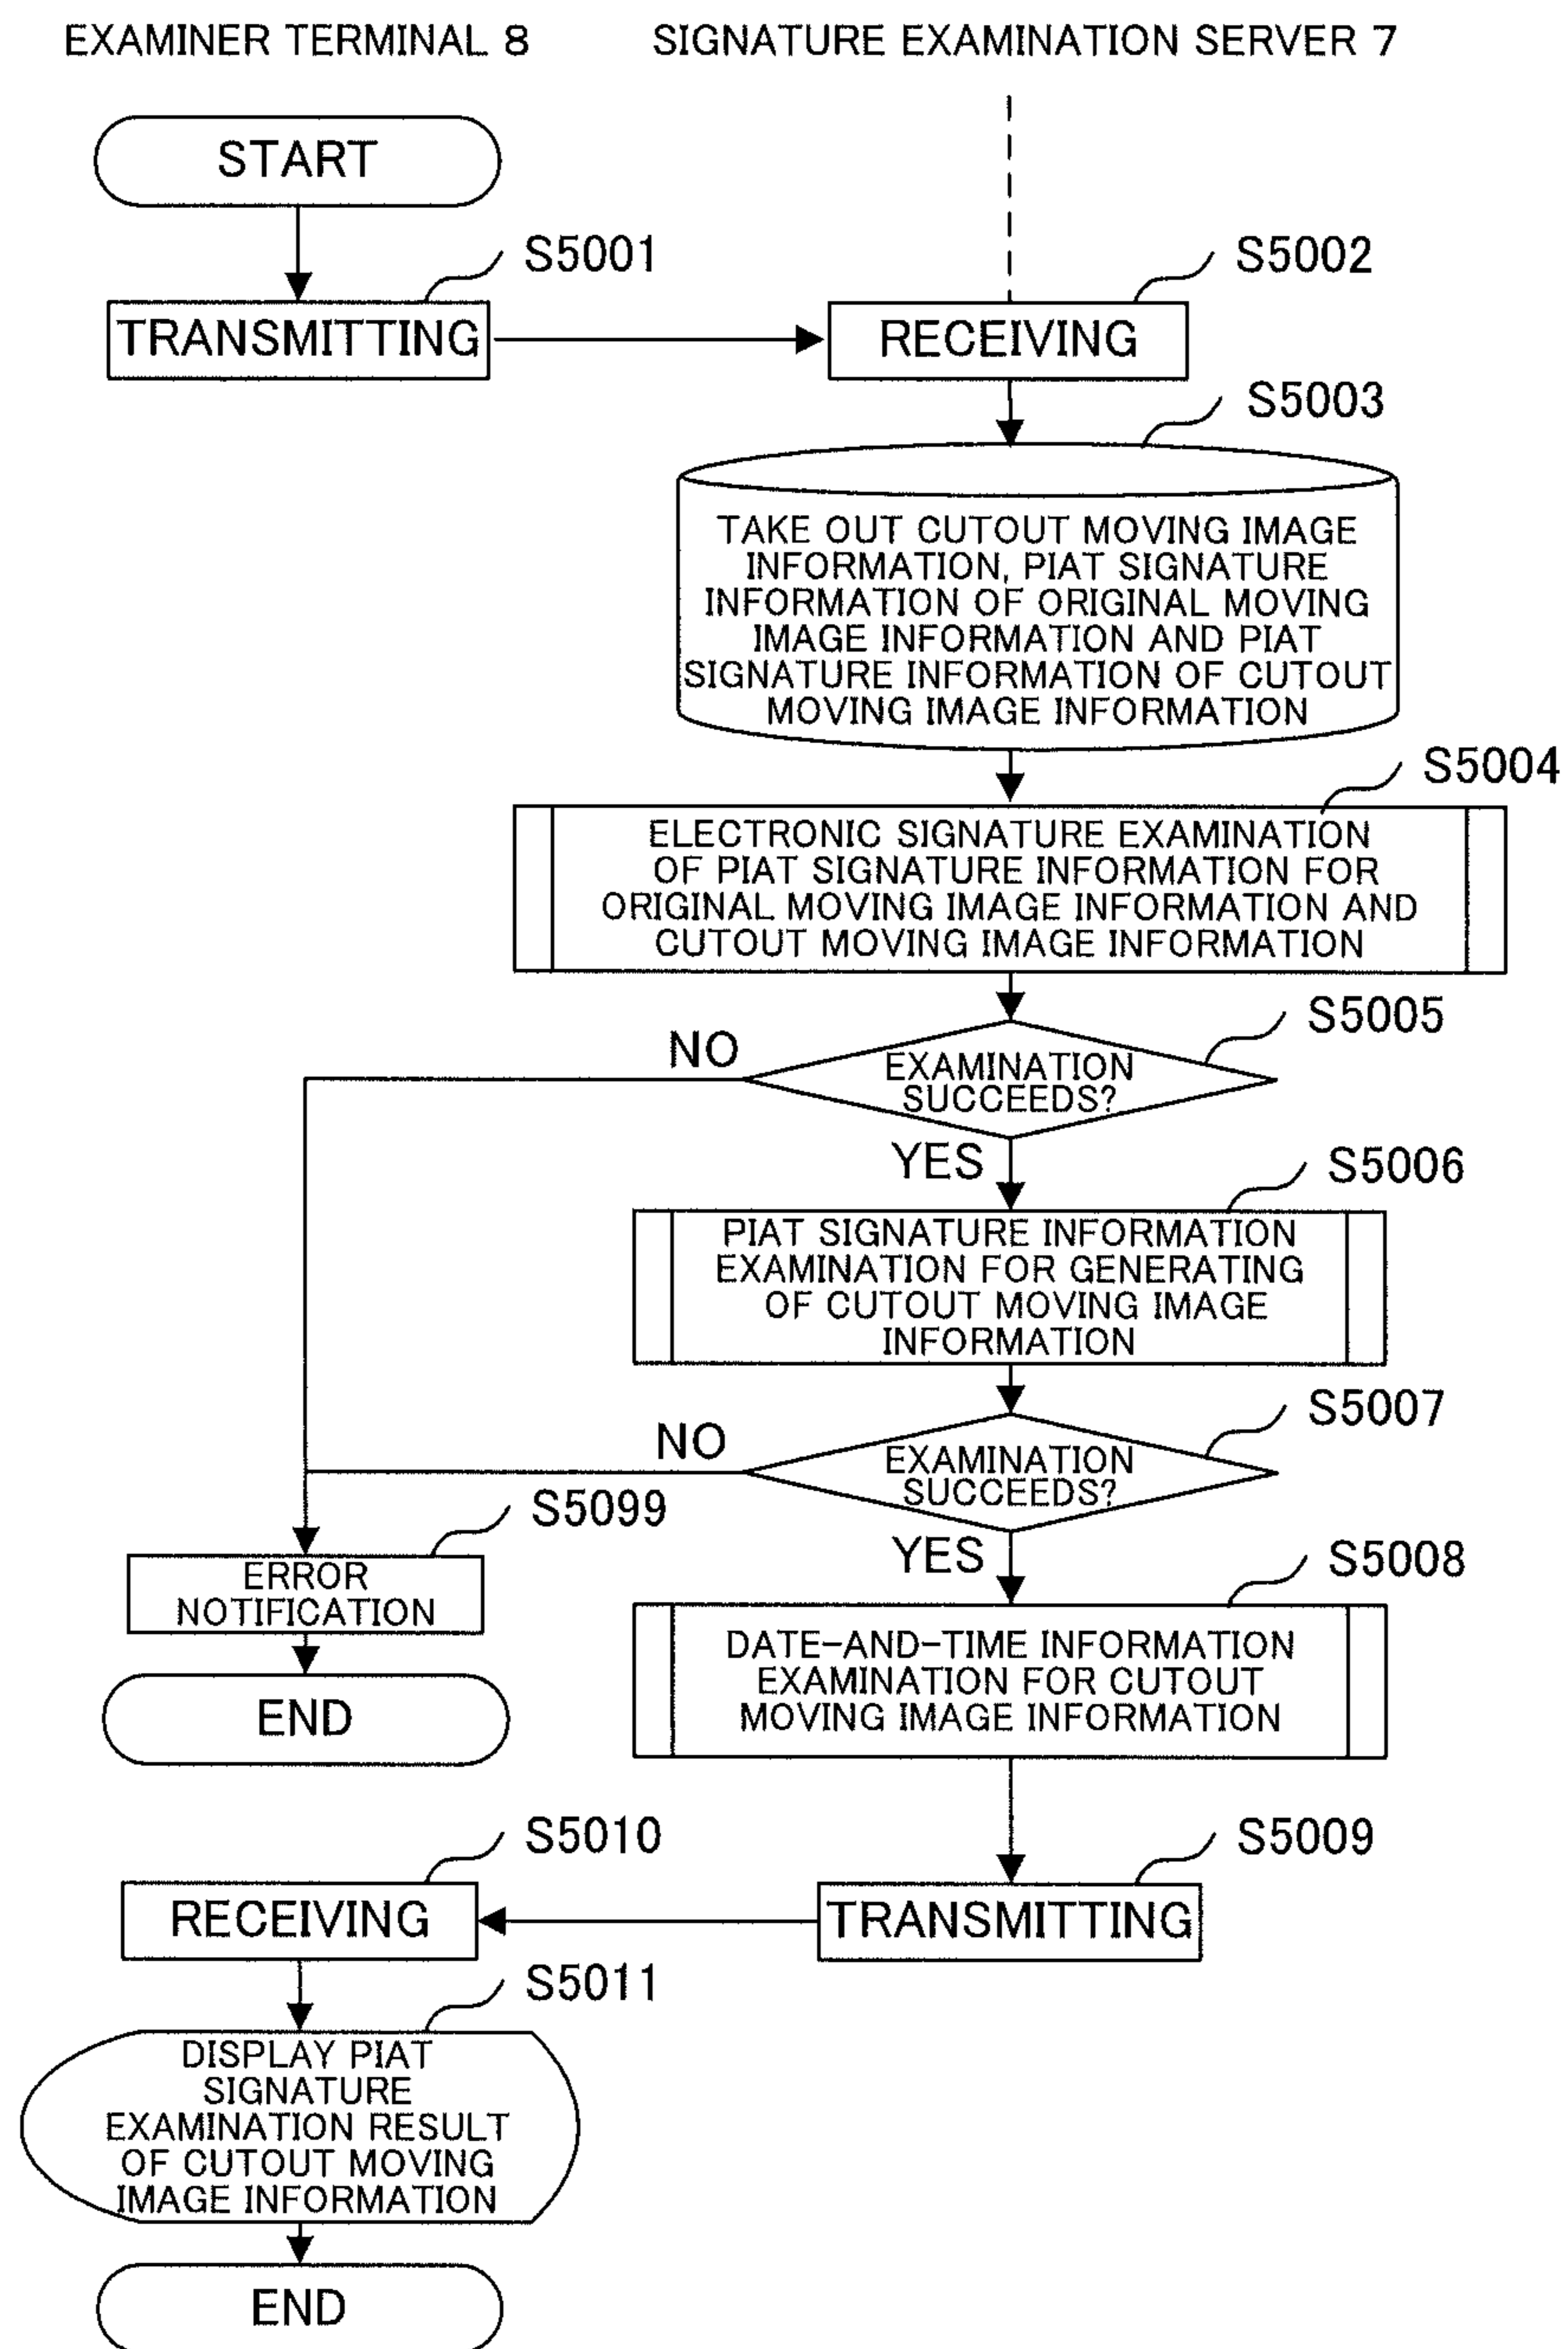 EXAMINER TERMINAL 8
SIGNATURE EXAMINATION SERVER 7
START
S5001
S5002
TRANSMITTING
RECEIVING
S5003
TAKE OUT CUTOUT MOVING IMAGE
INFORMATION, PIAT SIGNATURE
INFORMATION OF ORIGINAL MOVING
IMAGE INFORMATION AND PIAT
SIGNATURE INFORMATION OF CUTOUT
MOVING IMAGE INFORMATION
S5004
ELECTRONIC SIGNATURE EXAMINATION
OF PIAT SIGNATURE INFORMATION FOR
ORIGINAL MOVING IMAGE INFORMATION AND
CUTOUT MOVING IMAGE INFORMATION
S5005
NO
EXAMINATION
SUCCEEDS?
YES
S5006
PIAT SIGNATURE INFORMATION
EXAMINATION FOR GENERATING
OF CUTOUT MOVING IMAGE
INFORMATION
S5007
NO
EXAMINATION
SUCCEEDS?
S5099
YES
S5008
ERROR
NOTIFICATION
DATE-AND-TIME INFORMATION
EXAMINATION FOR CUTOUT
MOVING IMAGE INFORMATION
END
S5010
S5009
RECEIVING
TRANSMITTING
S5011
DISPLAY PIAT
SIGNATURE
EXAMINATION RESULT
OF CUTOUT MOVING
IMAGE INFORMATION
END